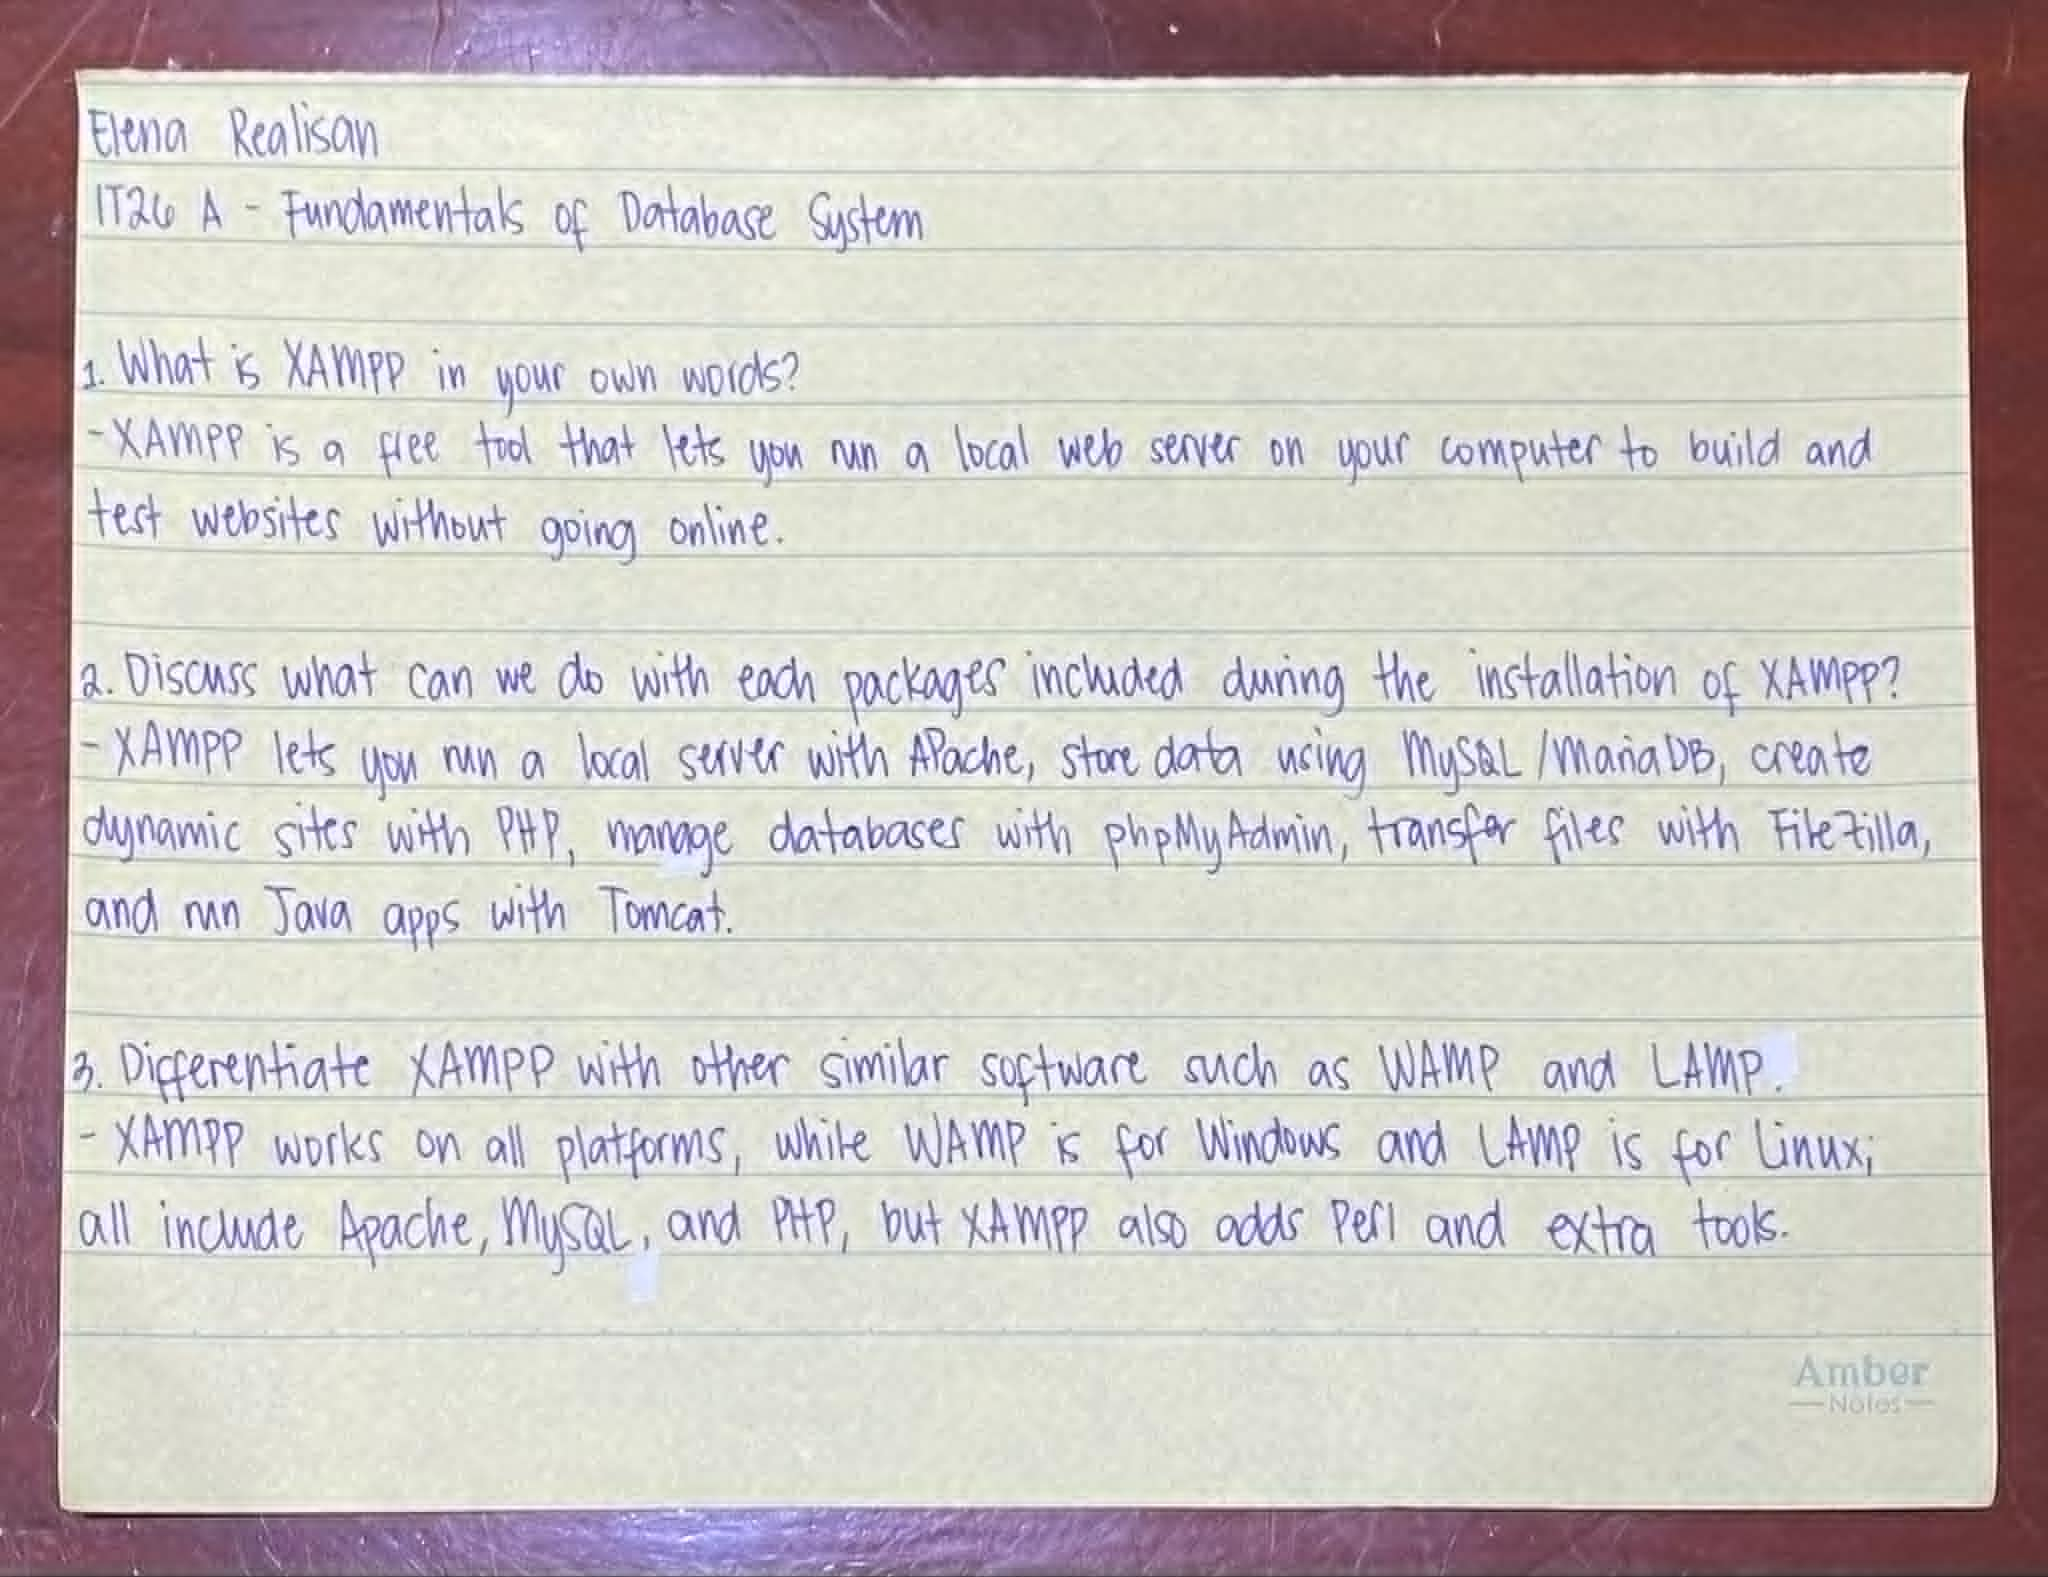 Elena Realisan
IT26 A - Fundamentals of Database System
1. What is XAMPP in your own words?
- XAMPP is a free tool that lets you run a local web server on your computer to build and
test websites without going online.
2. Discuss what can we do with each packages included during the installation of XAMPP?
- XAMPP lets you run a local server with APache, store data using MySQL/MariaDB, create
dynamic sites with PHP, manage databases with phpMyAdmin, transfer files with FileZilla,
and run Java apps with Tomcat.
3. Differentiate XAMPP with other similar software such as WAMP and LAMP.
- XAMPP works on all platforms, while WAMP is for Windows and LAMP is for Linux;
all include Apache, MySQL, and PHP, but XAMPP also adds Perl and extra tools.
Amber
Notes